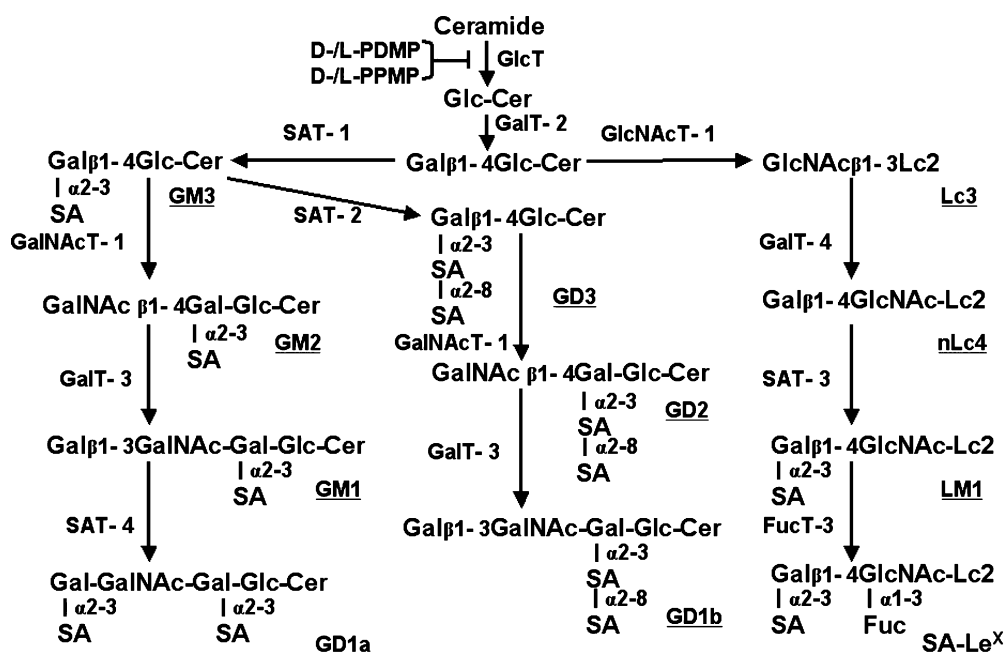 Ceramide
D-/L-PDMP
D-/L-PPMP
GlcT
Glc-Cer
GalT- 2
SAT- 1
GlcNAcT- 1
Galβ1- 4Glc-Cer
Galβ1- 4Glc-Cer
GlcNAcβ1- 3Lc2
α2-3
SA
GM3
SAT- 2
Lc3
GalNAcT- 1
Galβ1- 4Glc-Cer
α2-3
SA
α2-8
SA
GD3
GalT- 4
GalNAc β1- 4Gal-Glc-Cer
α2-3
SA
GM2
Galβ1- 4GlcNAc-Lc2
nLc4
GalNAcT- 1
GalT- 3
GalNAc β1- 4Gal-Glc-Cer
α2-3
SA
α2-8
SA
GD2
SAT- 3
Galβ1- 3GalNAc-Gal-Glc-Cer
α2-3
SA
GM1
GalT- 3
Galβ1- 4GlcNAc-Lc2
α2-3
SA
LM1
SAT- 4
Galβ1- 3GalNAc-Gal-Glc-Cer
α2-3
SA
α2-8
SA
GD1b
FucT-3
Gal-GalNAc-Gal-Glc-Cer
α2-3
α2-3
SA
SA
GD1a
Galβ1- 4GlcNAc-Lc2
α2-3
α1-3
SA
Fuc
SA-Leˣ